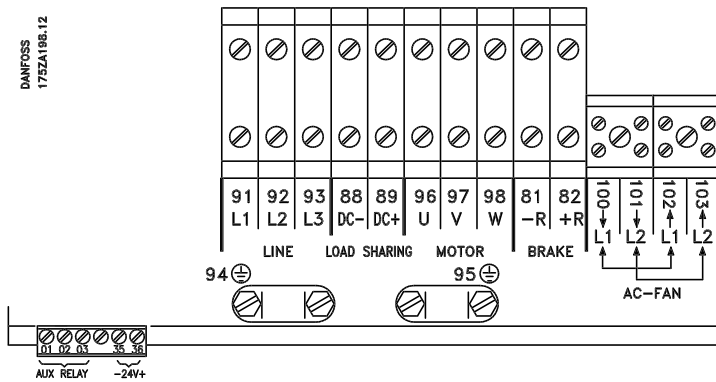 DANFOSS
175ZA198.12
91 92 93 88 89 96 97 98 81 82 100 101 102 103
L1 L2 L3 DC- DC+ U V W -R +R L1 L2 L1 L2
LINE LOAD SHARING MOTOR BRAKE
94 95
AC-FAN
01 02 03 35 36
AUX RELAY -24V+